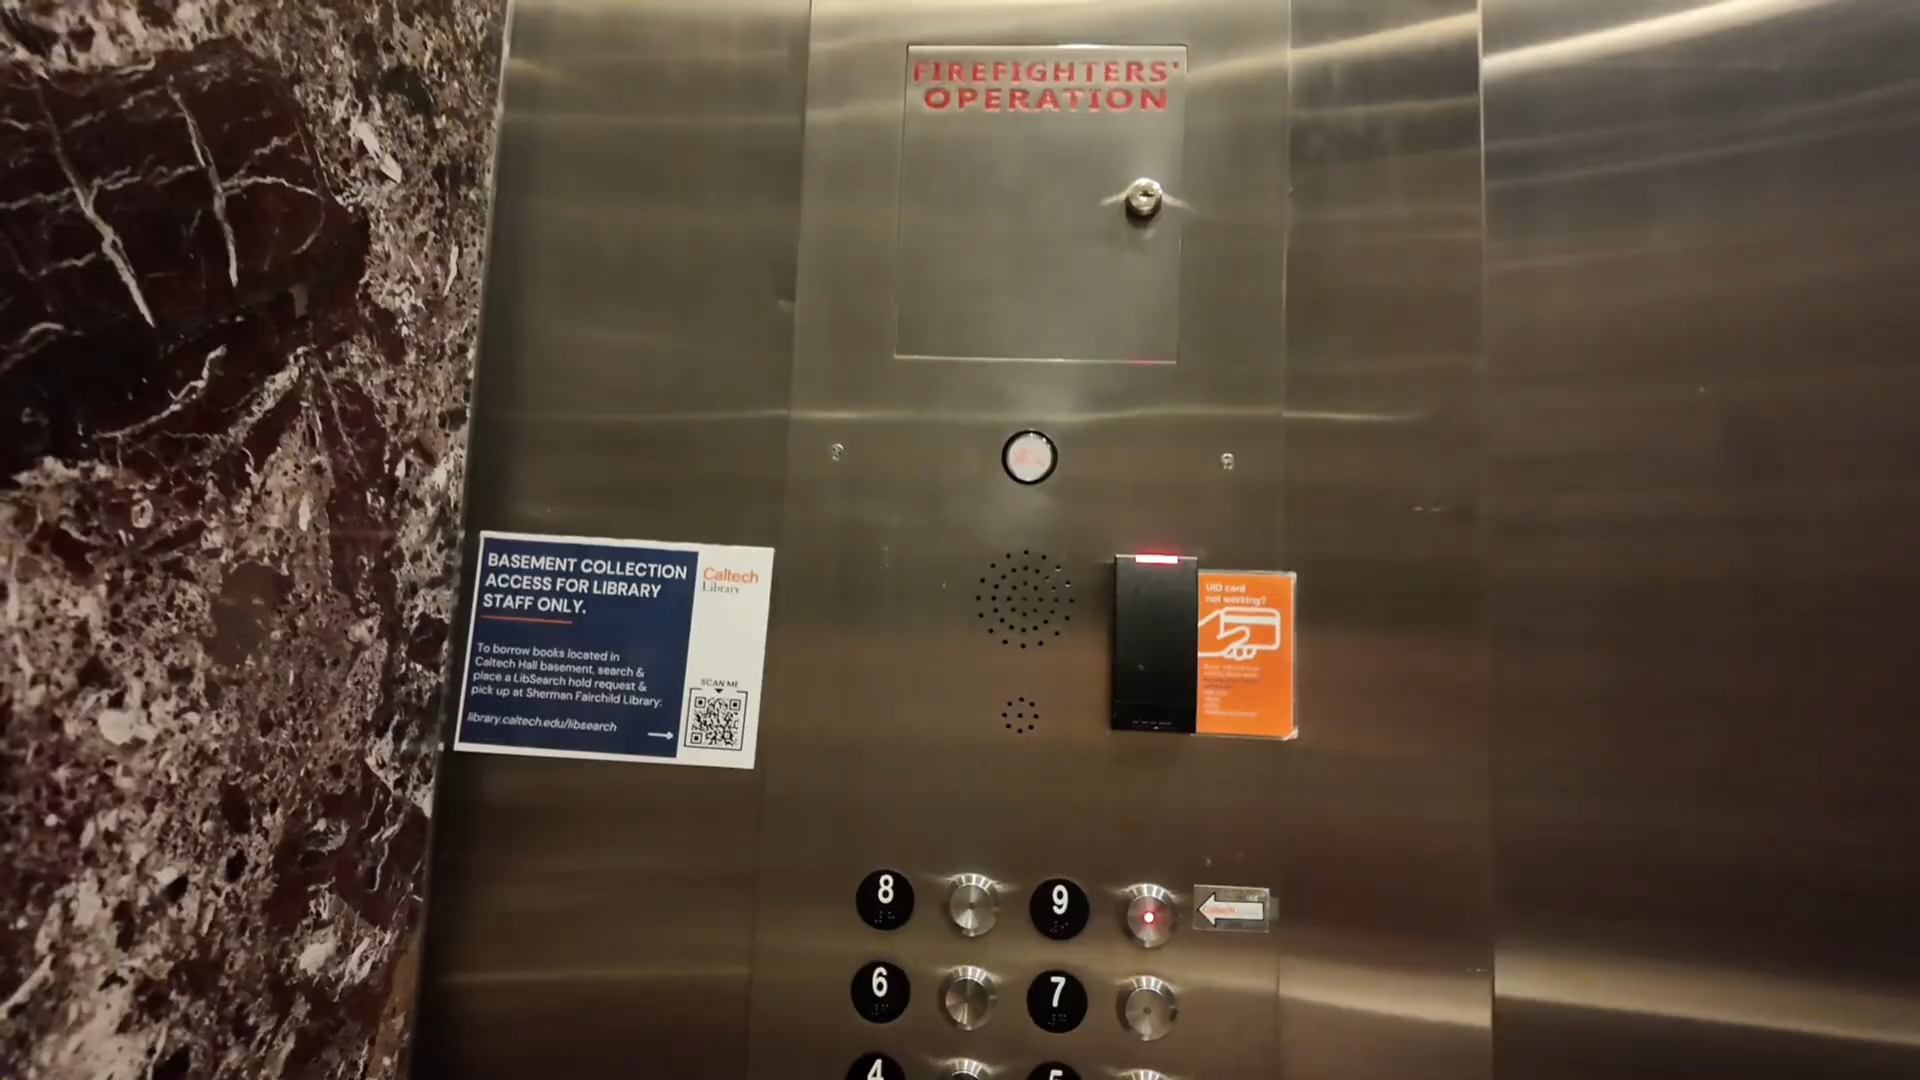 FIREFIGHTERS'
OPERATION
BASEMENT COLLECTION
ACCESS FOR LIBRARY
STAFF ONLY.
To borrow books located in
Caltech Hall basement, search &
place a LibSearch hold request &
pick up at Sherman Fairchild Library:
library.caltech.edu/libsearch
Caltech
Library
SCAN ME
UID card
not working?
8
9
Caltech
6
7
4
5